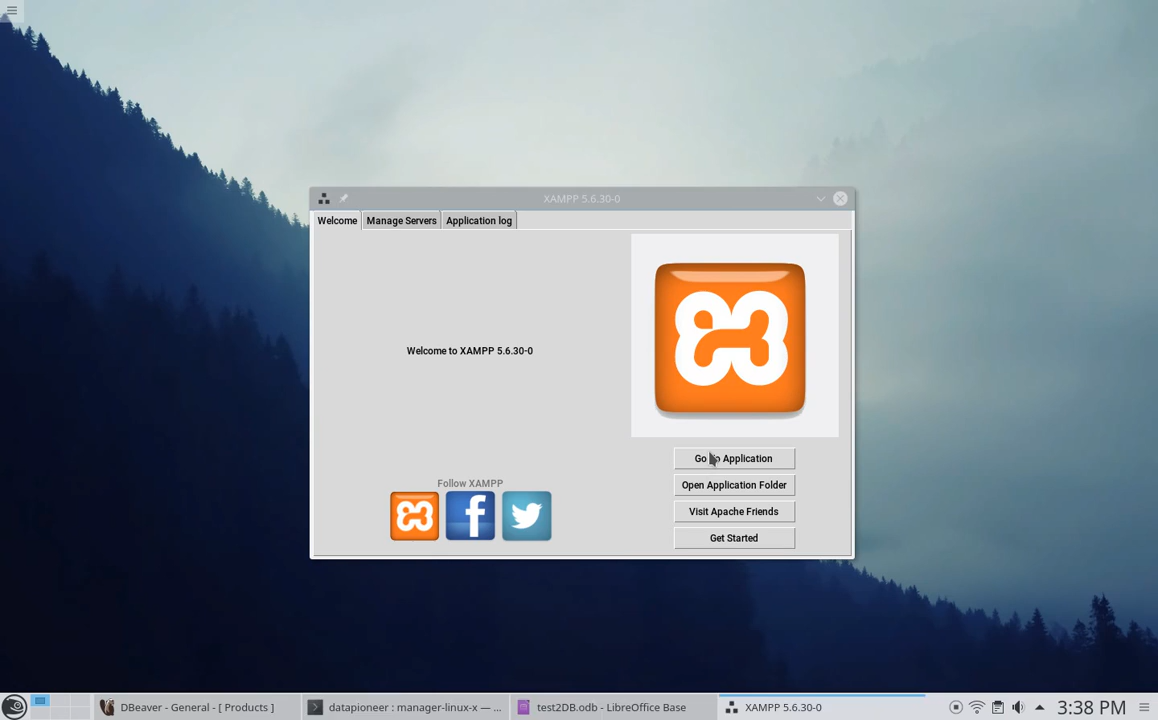 XAMPP 5.6.30-0
Welcome
Manage Servers
Application log
Welcome to XAMPP 5.6.30-0
Go to Application
Open Application Folder
Follow XAMPP
Visit Apache Friends
Get Started
DBeaver - General - [ Products ]
datapioneer : manager-linux-x — ...
test2DB.odb - LibreOffice Base
XAMPP 5.6.30-0
3:38 PM